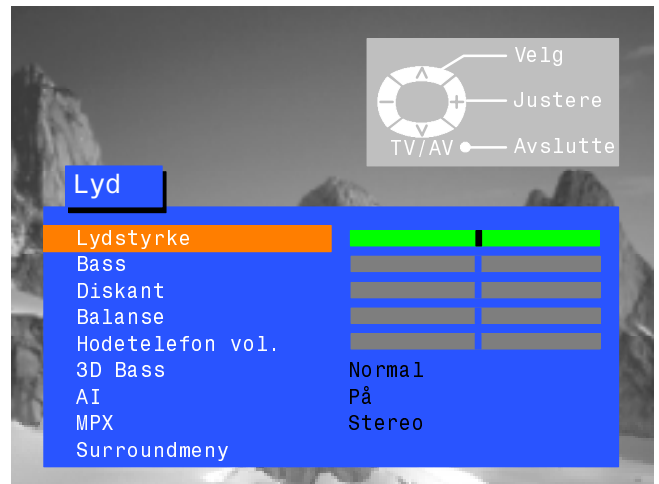 Velg
Justere
TV/AV Avslutte
Lyd
Lydstyrke
Bass
Diskant
Balanse
Hodetelefon vol.
3D Bass Normal
AI På
MPX Stereo
Surroundmeny